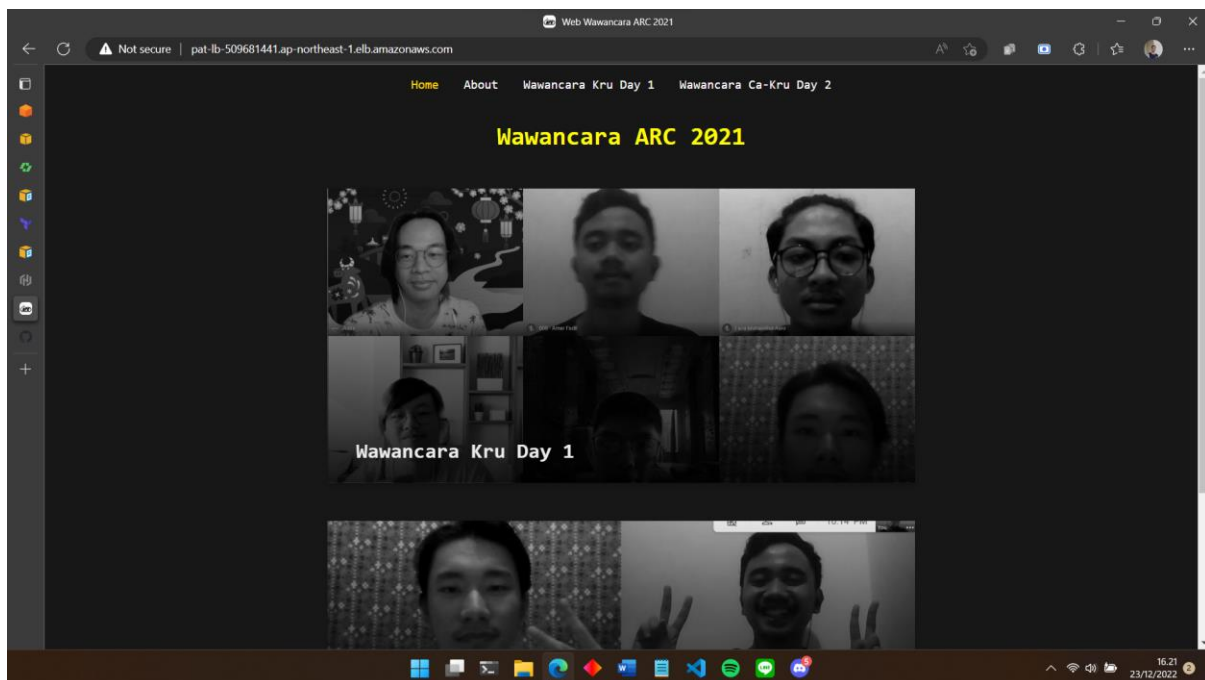 Web Wawancara ARC 2021
Not secure | pat-lb-509681441.ap-northeast-1.elb.amazonaws.com
Home About Wawancara Kru Day 1 Wawancara Ca-Kru Day 2
Wawancara ARC 2021
Wawancara Kru Day 1
16.21
23/12/2022